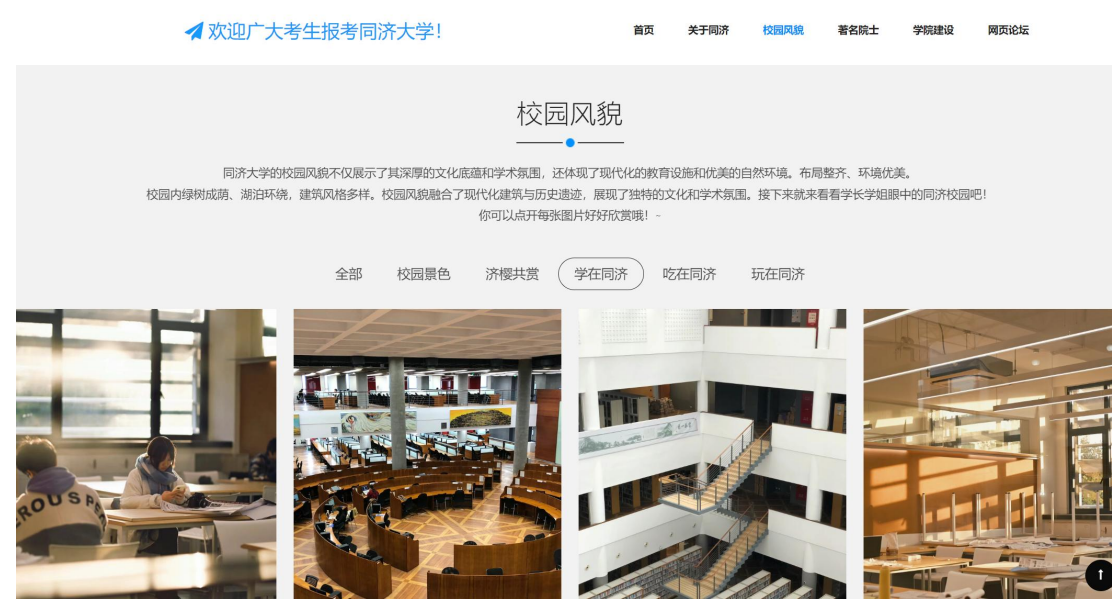 欢迎广大考生报考同济大学！
首页 关于同济 校园风貌 著名院士 学院建设 网页论坛
校园风貌
同济大学的校园风貌不仅展示了其深厚的文化底蕴和学术氛围，还体现了现代化的教育设施和优美的自然环境。布局整齐、环境优美。
校园内绿树成荫、湖泊环绕，建筑风格多样。校园风貌融合了现代化建筑与历史遗迹，展现了独特的文化和学术氛围。接下来就来看看学长学姐眼中的同济校园吧！
你可以点开每张图片好好欣赏哦！~
全部 校园景色 济樱共赏 学在同济 吃在同济 玩在同济